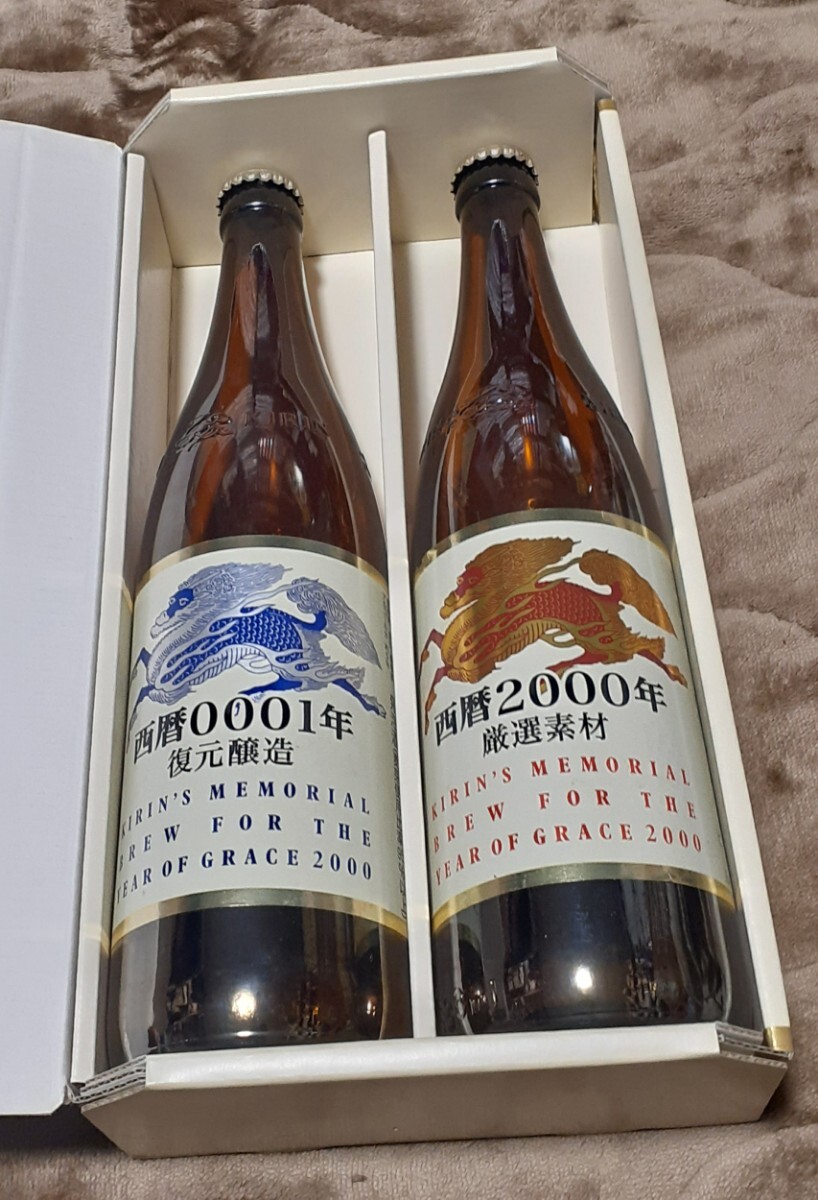 KIRIN
西暦0001年
復元醸造
KIRIN'S MEMORIAL
BREW FOR THE
YEAR OF GRACE 2000
西暦2000年
厳選素材
KIRIN'S MEMORIAL
BREW FOR THE
YEAR OF GRACE 2000